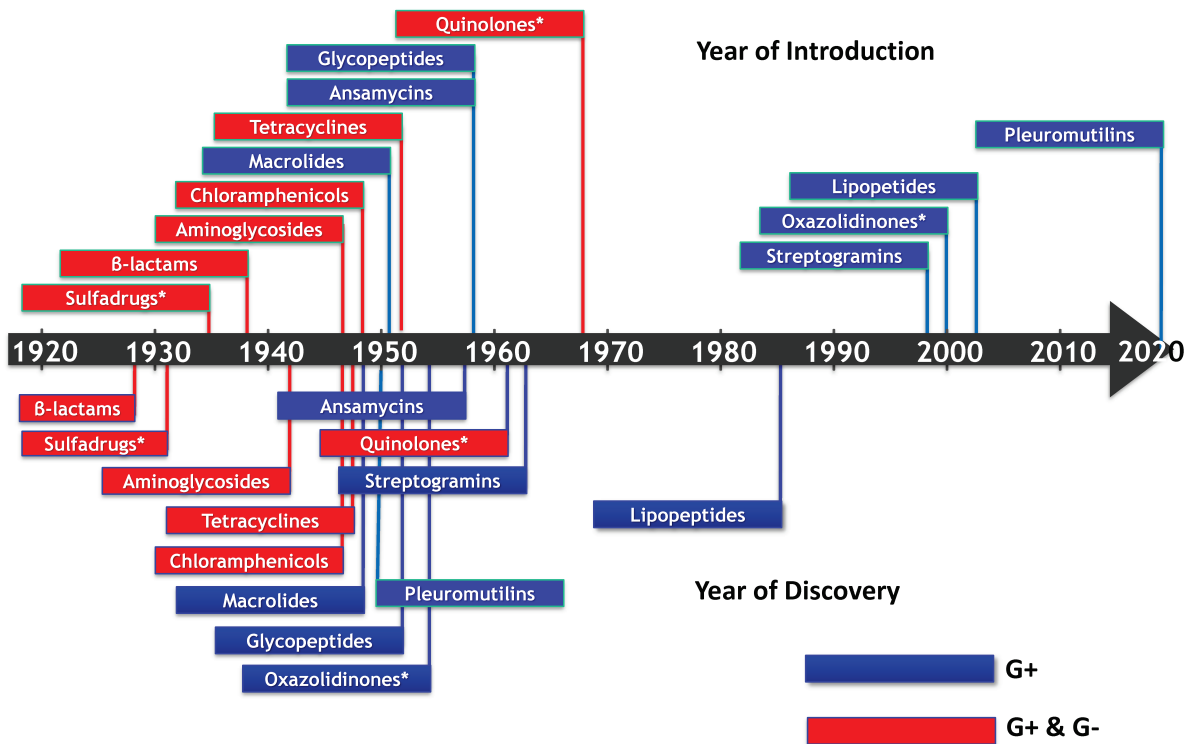 Quinolones*
Year of Introduction
Glycopeptides
Ansamycins
Tetracyclines
Pleuromutilins
Macrolides
Chloramphenicols
Lipopetides
Aminoglycosides
Oxazolidinones*
Streptogramins
ß-lactams
Sulfadrugs*
1920 1930 1940 1950 1960 1970 1980 1990 2000 2010 2020
ß-lactams
Ansamycins
Sulfadrugs*
Quinolones*
Aminoglycosides
Streptogramins
Tetracyclines
Lipopeptides
Chloramphenicols
Macrolides
Pleuromutilins
Year of Discovery
Glycopeptides
Oxazolidinones*
G+
G+ & G-